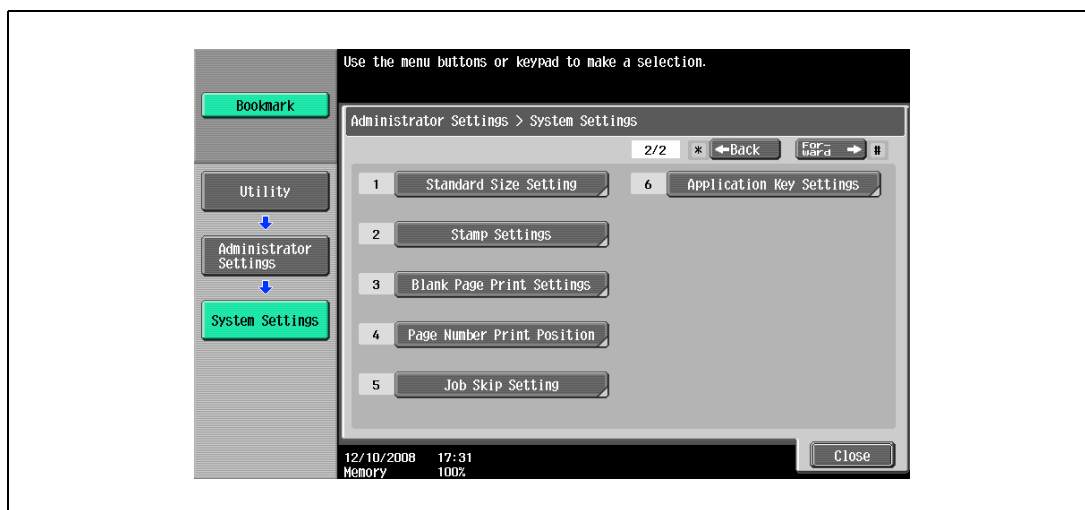 Use the menu buttons or keypad to make a selection.
Bookmark
Administrator Settings > System Settings
2/2 * ←Back For-ward → #
Utility
Administrator
Settings
System Settings
1 Standard Size Setting
2 Stamp Settings
3 Blank Page Print Settings
4 Page Number Print Position
5 Job Skip Setting
6 Application Key Settings
12/10/2008 17:31
Memory 100%
Close